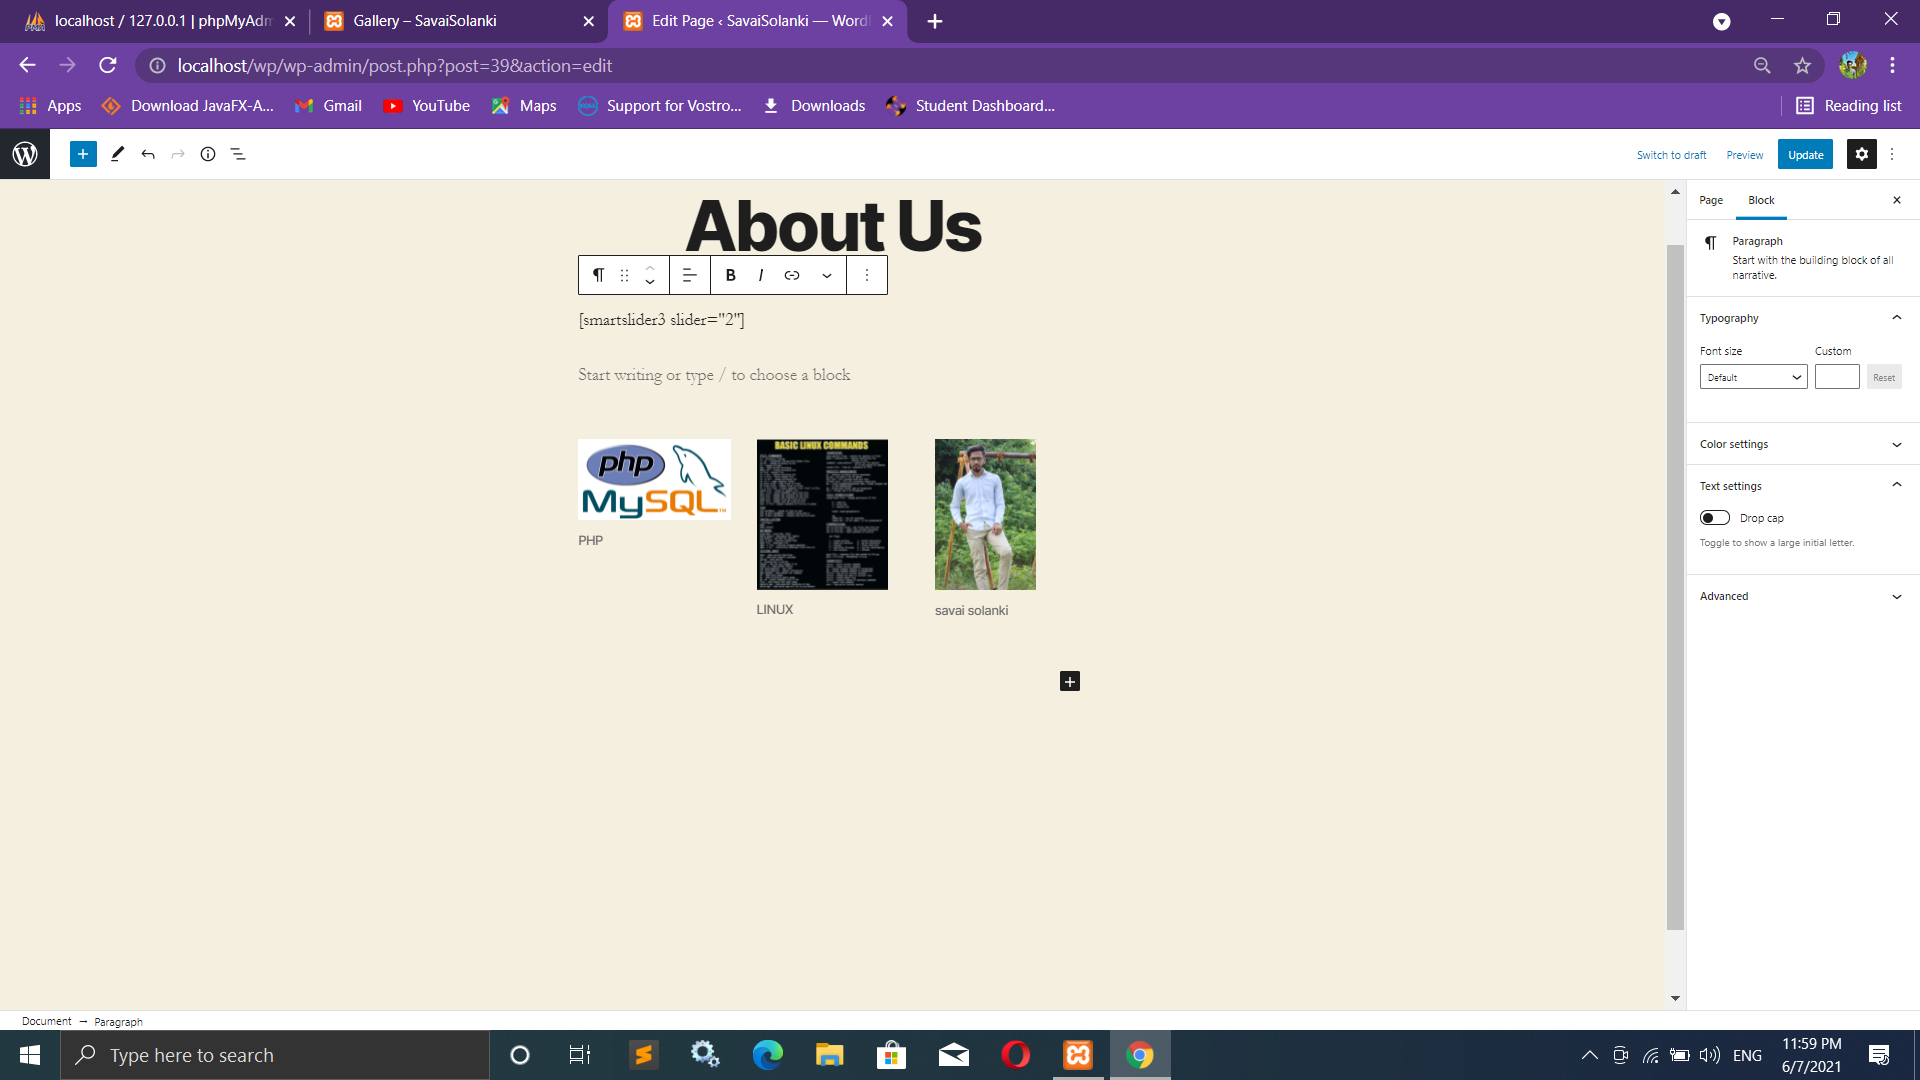 localhost / 127.0.0.1 | phpMyAdm
Gallery – SavaiSolanki
Edit Page ‹ SavaiSolanki — Word
localhost/wp/wp-admin/post.php?post=39&action=edit
Apps
Download JavaFX-A...
Gmail
YouTube
Maps
Support for Vostro...
Downloads
Student Dashboard...
Reading list
Switch to draft
Preview
Update
About Us
B I
[smartslider3 slider="2"]
Start writing or type / to choose a block
php
MySQL
PHP
BASIC LINUX COMMANDS
LINUX
savai solanki
Page
Block
Paragraph
Start with the building block of all
narrative.
Typography
Font size
Custom
Default
Reset
Color settings
Text settings
Drop cap
Toggle to show a large initial letter.
Advanced
Document → Paragraph
Type here to search
ENG
11:59 PM
6/7/2021